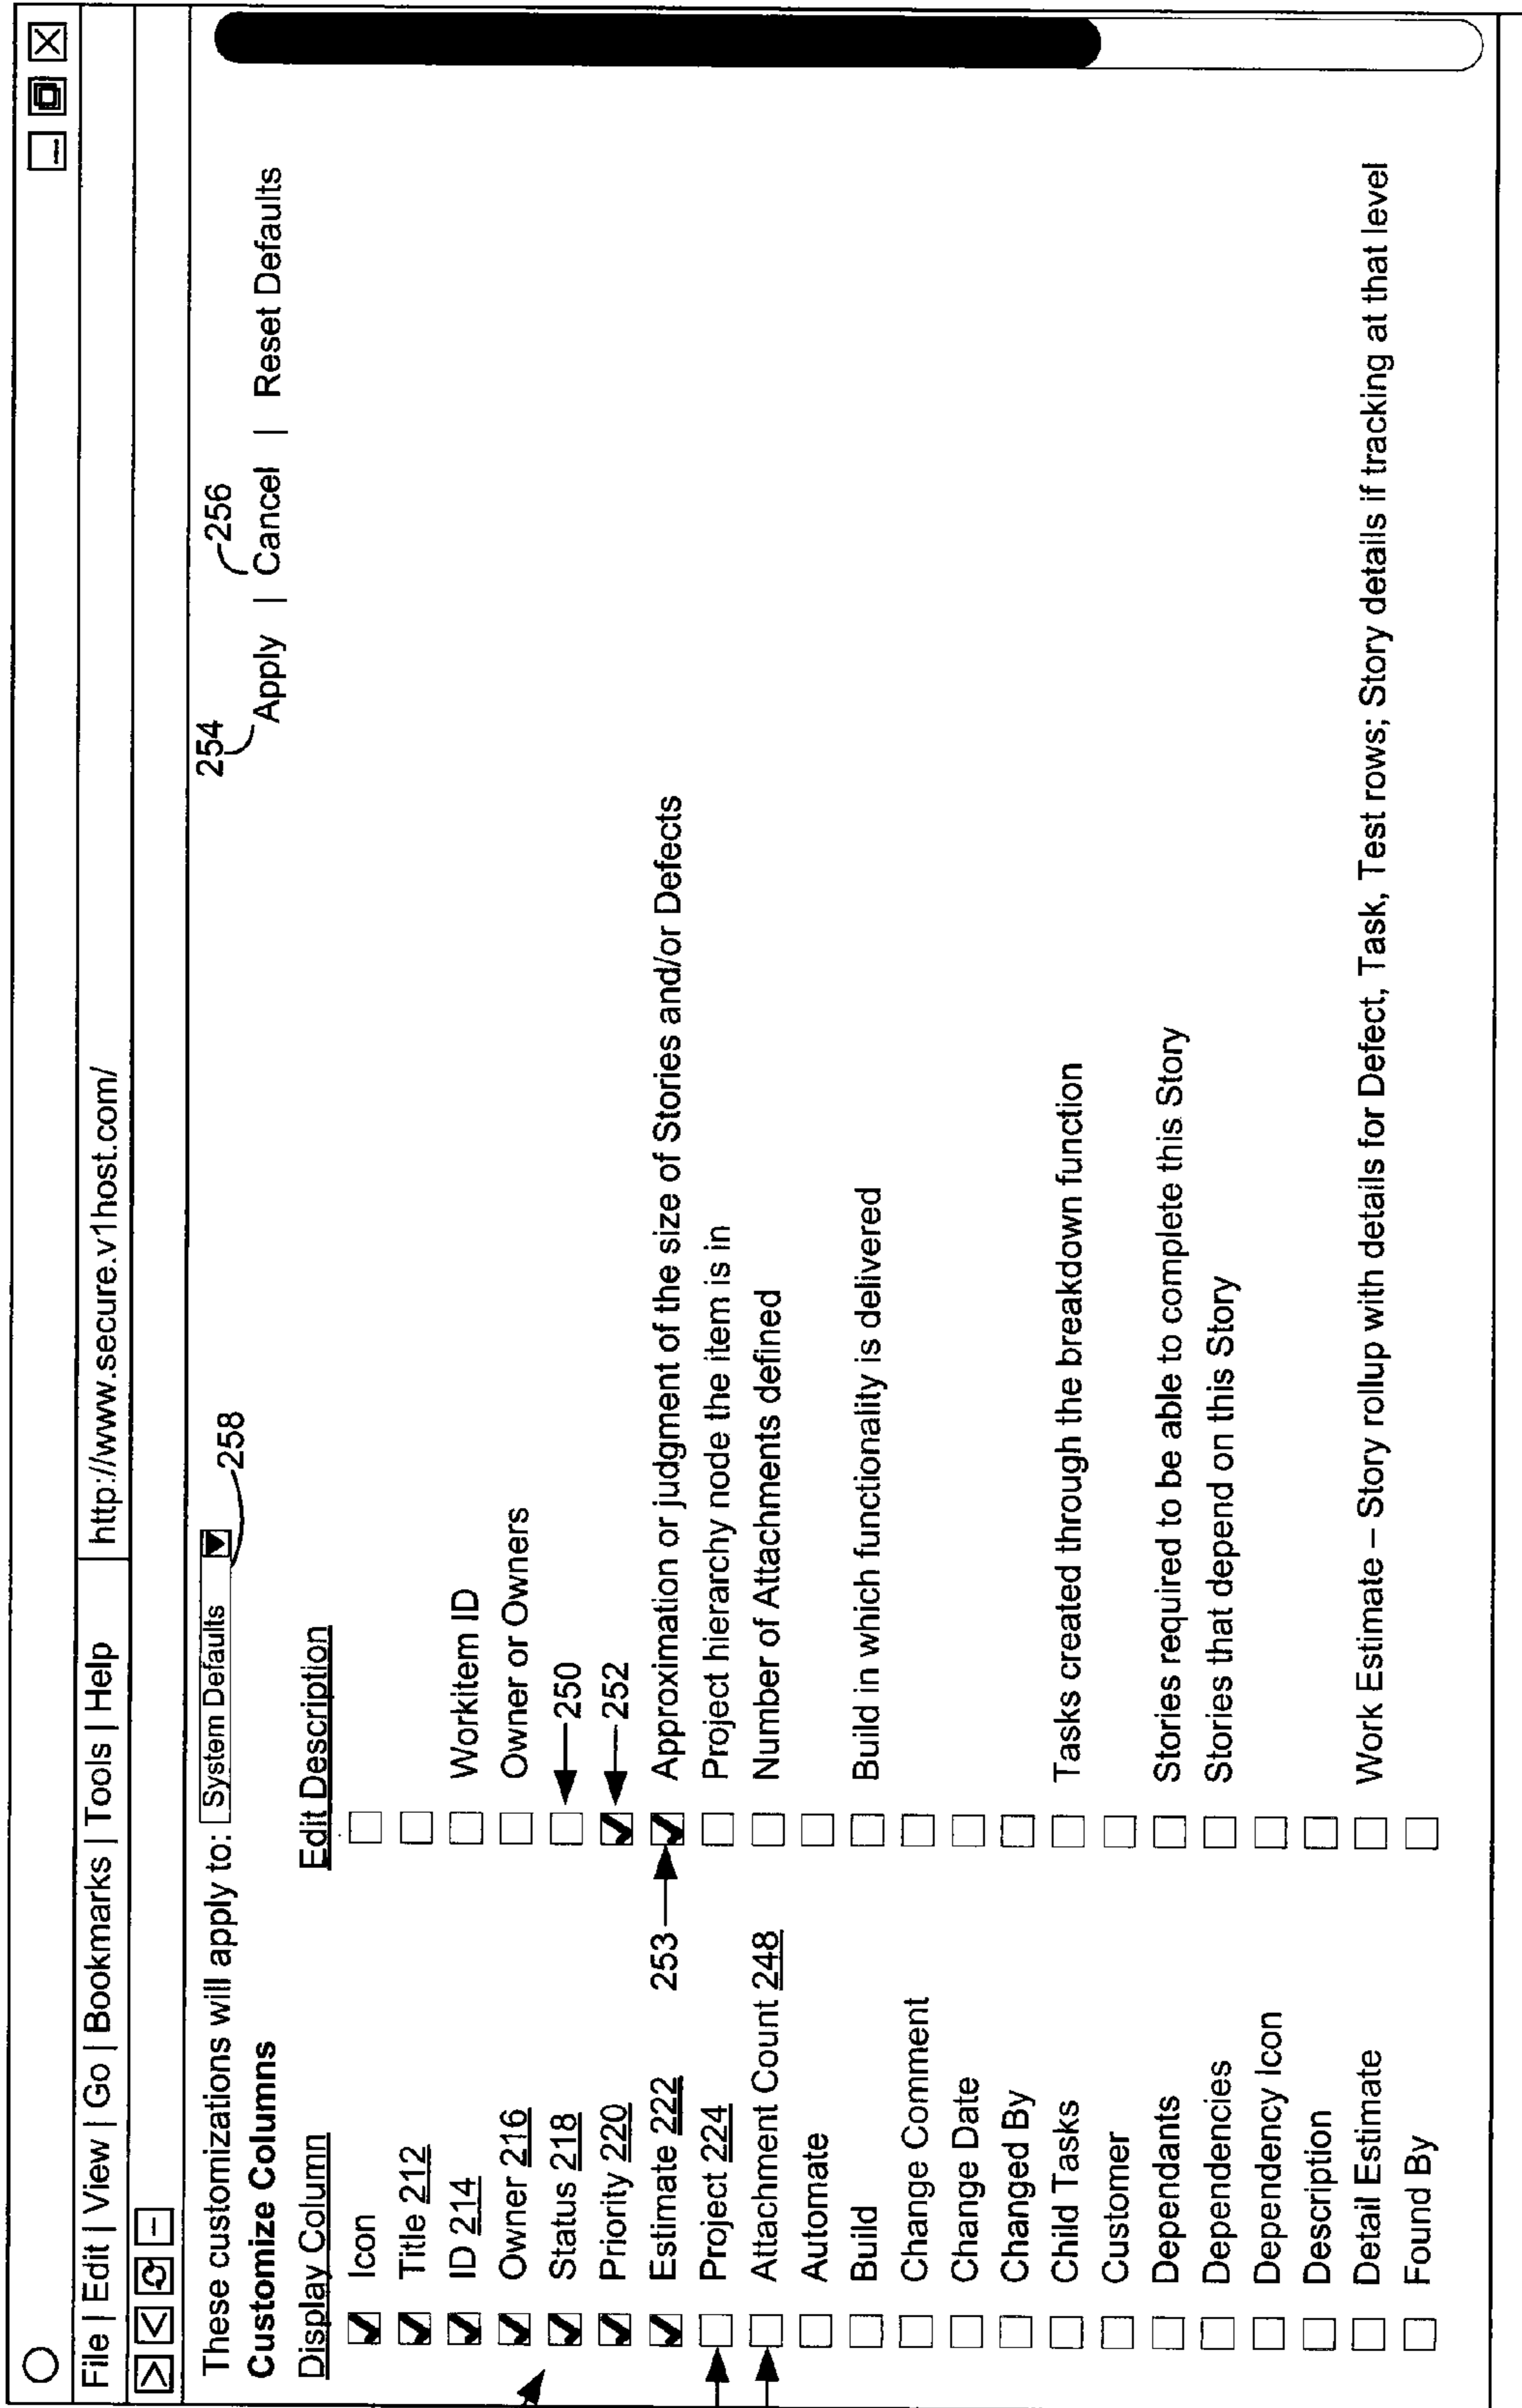 File | Edit | View | Go | Bookmarks | Tools | Help | http://www.secure.v1host.com/
These customizations will apply to: System Defaults
258
254
256
Customize Columns
Apply | Cancel | Reset Defaults
Display Column Edit Description
Icon
Title 212
ID 214 Workitem ID
Owner 216 Owner or Owners
Status 218 250
Priority 220 252
Estimate 222 253 Approximation or judgment of the size of Stories and/or Defects
Project 224 Project hierarchy node the item is in
Attachment Count 248 Number of Attachments defined
Automate
Build Build in which functionality is delivered
Change Comment
Change Date
Changed By
Child Tasks Tasks created through the breakdown function
Customer
Dependants Stories required to be able to complete this Story
Dependencies Stories that depend on this Story
Dependency Icon
Description
Detail Estimate Work Estimate – Story rollup with details for Defect, Task, Test rows; Story details if tracking at that level
Found By